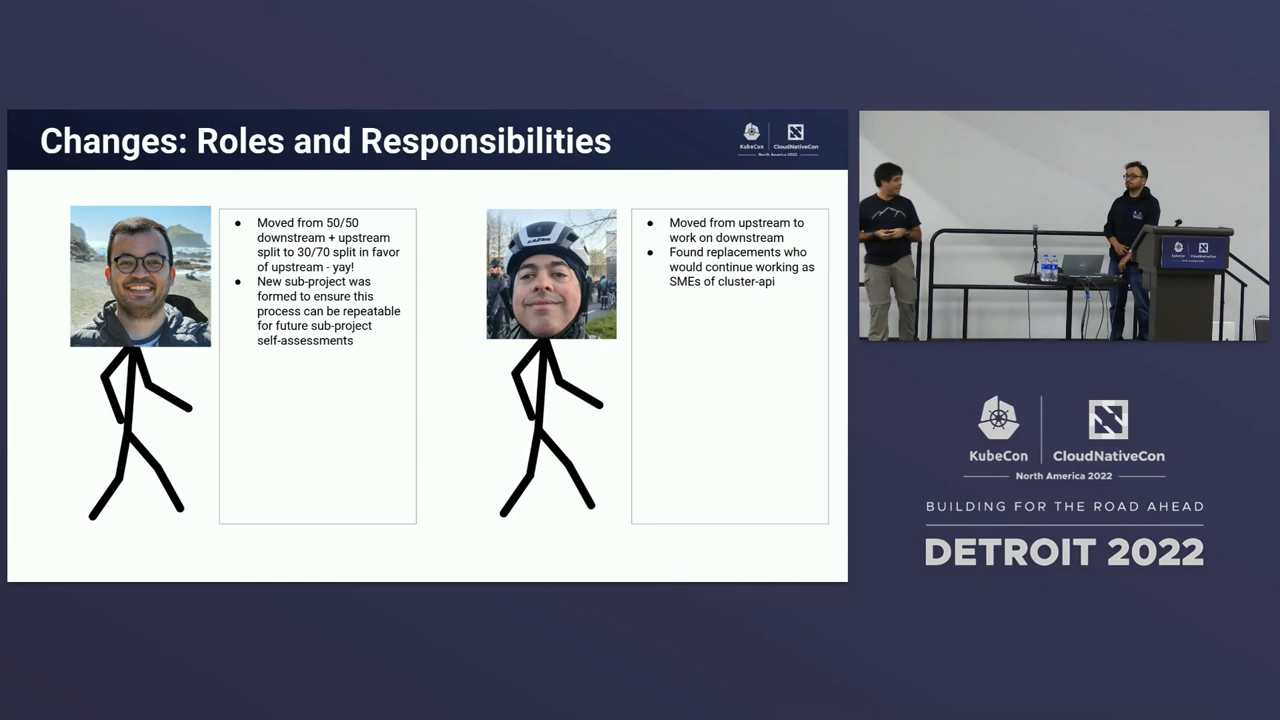 Changes: Roles and Responsibilities
KubeCon
CloudNativeCon
North America 2022
Moved from 50/50
downstream + upstream
split to 30/70 split in favor
of upstream - yay!
New sub-project was
formed to ensure this
process can be repeatable
for future sub-project
self-assessments
LAZER
Moved from upstream to
work on downstream
Found replacements who
would continue working as
SMEs of cluster-api
KubeCon
CloudNativeCon
North America 2022
BUILDING FOR THE ROAD AHEAD
DETROIT 2022